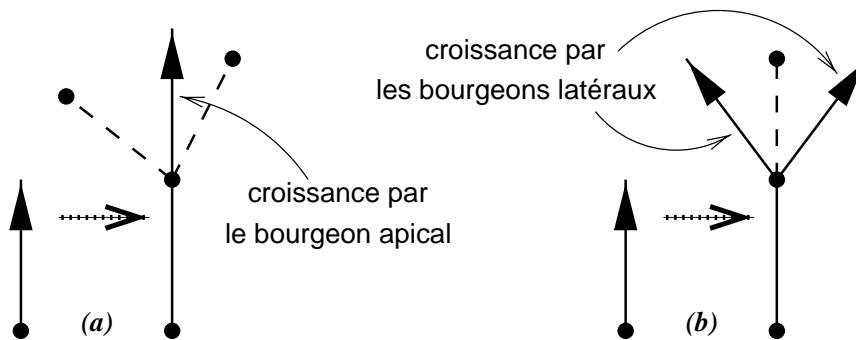 croissance par
le bourgeon apical
(a)
croissance par
les bourgeons latéraux
(b)